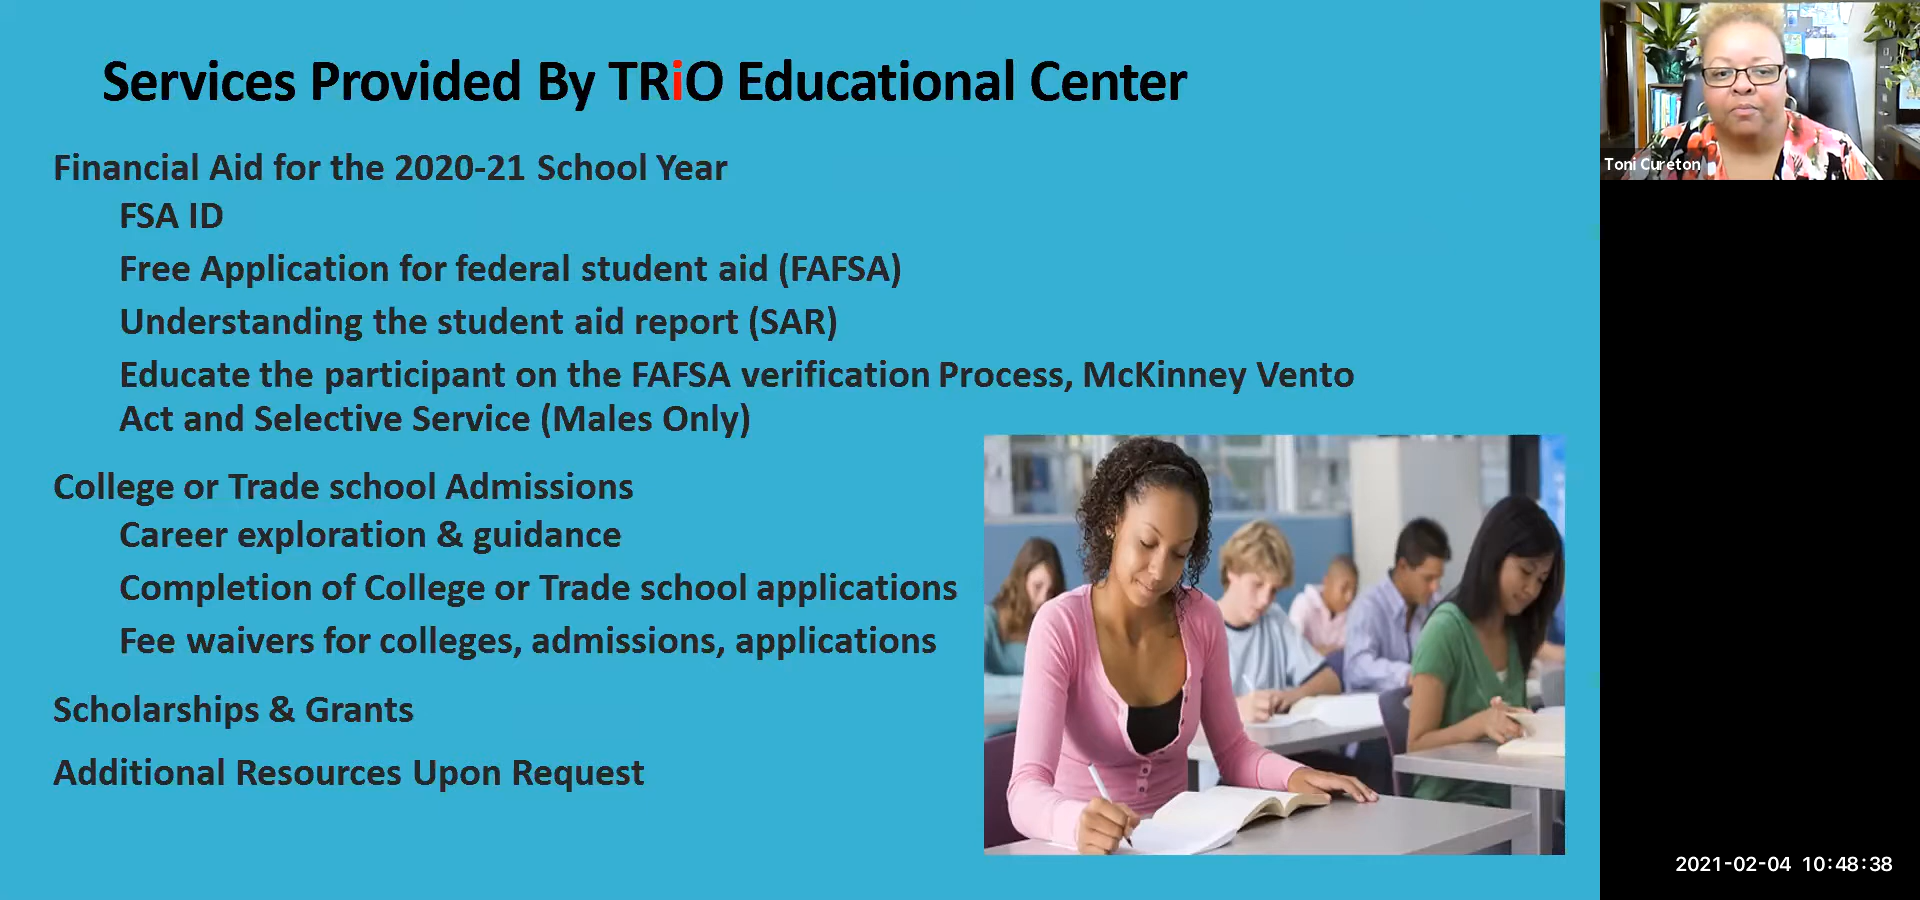 Services Provided By TRiO Educational Center
Financial Aid for the 2020-21 School Year
FSA ID
Free Application for federal student aid (FAFSA)
Understanding the student aid report (SAR)
Educate the participant on the FAFSA verification Process, McKinney Vento
Act and Selective Service (Males Only)
College or Trade school Admissions
Career exploration & guidance
Completion of College or Trade school applications
Fee waivers for colleges, admissions, applications
Scholarships & Grants
Additional Resources Upon Request
Toni Cureton
2021-02-04 10:48:38